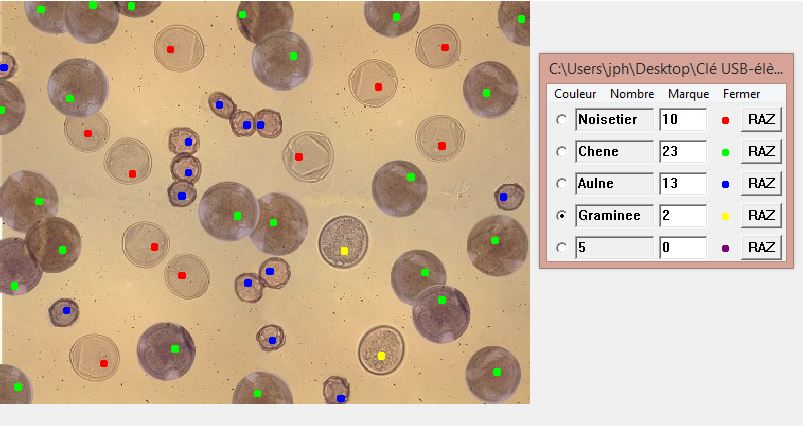 C:\Users\jph\Desktop\Clé USB-élè...
Couleur Nombre Marque Fermer
Noisetier 10 RAZ
Chene 23 RAZ
Aulne 13 RAZ
Graminee 2 RAZ
5 0 RAZ